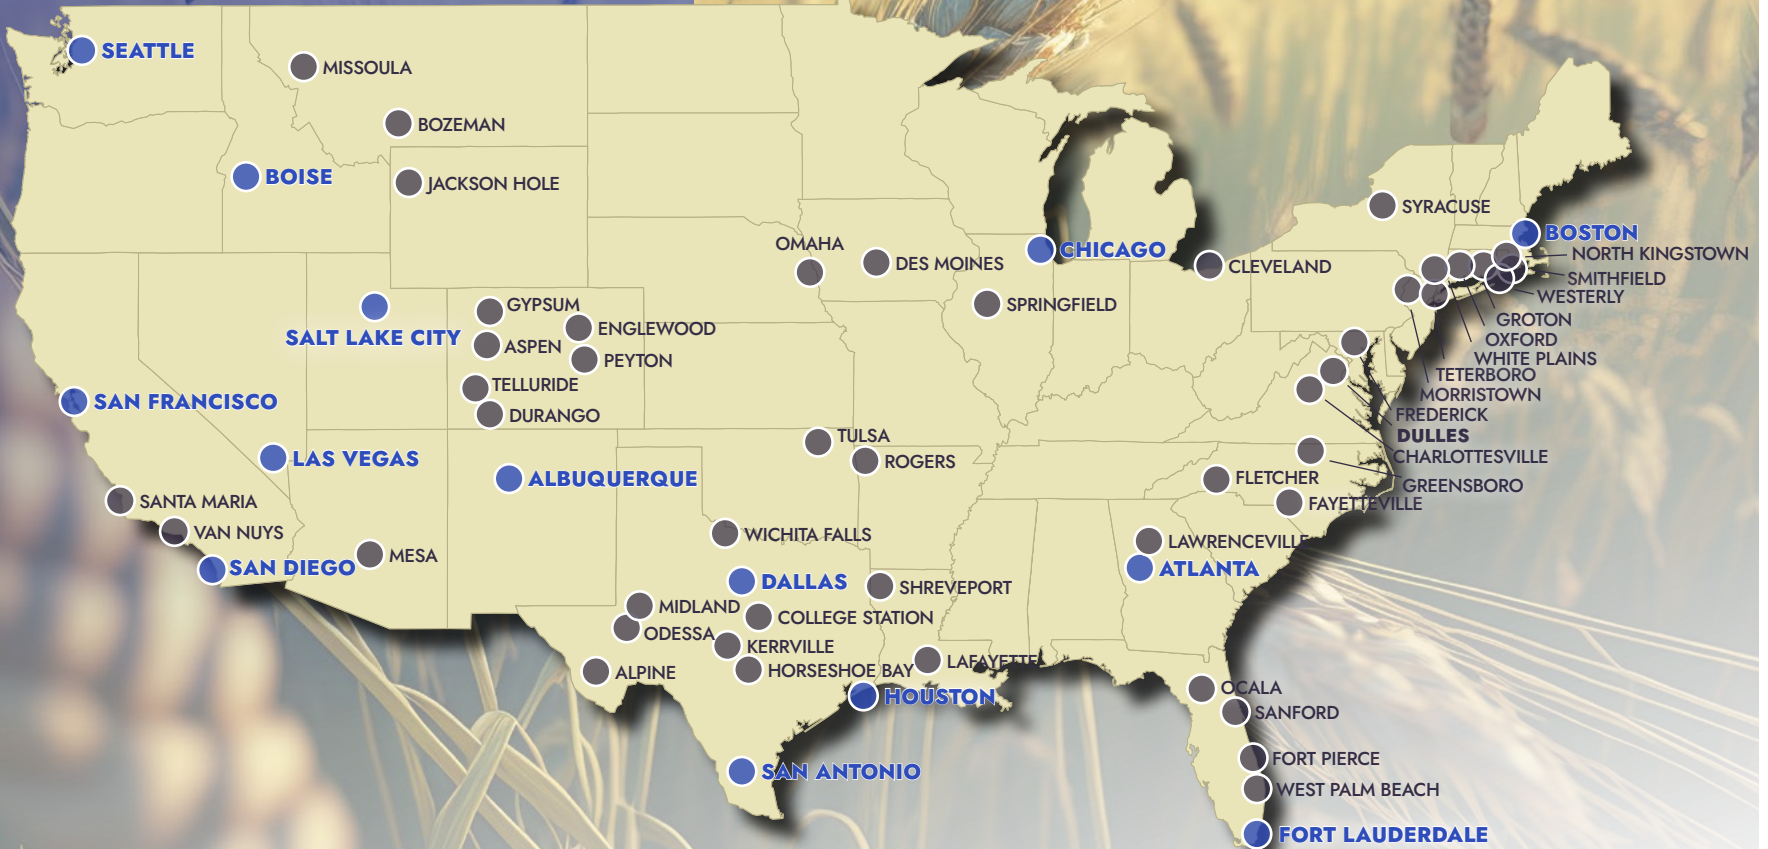 SEATTLE
MISSOULA
BOZEMAN
BOISE
JACKSON HOLE
SYRACUSE
BOSTON
OMAHA
CHICAGO
NORTH KINGSTOWN
DES MOINES
CLEVELAND
SMITHFIELD
WESTERLY
GYPSUM
SPRINGFIELD
GROTON
ENGLEWOOD
SALT LAKE CITY
OXFORD
ASPEN
PEYTON
WHITE PLAINS
TETERBORO
TELLURIDE
MORRISTOWN
SAN FRANCISCO
DURANGO
FREDERICK
TULSA
DULLES
LAS VEGAS
ROGERS
CHARLOTTESVILLE
ALBUQUERQUE
FLETCHER
GREENSBORO
SANTA MARIA
FAYETTEVILLE
VAN NUYS
WICHITA FALLS
LAWRENCEVILLE
MESA
SAN DIEGO
ATLANTA
DALLAS
SHREVEPORT
MIDLAND
COLLEGE STATION
ODESSA
KERRVILLE
LAFAYETTE
ALPINE
HORSESHOE BAY
OCALA
HOUSTON
SANFORD
FORT PIERCE
SAN ANTONIO
WEST PALM BEACH
FORT LAUDERDALE